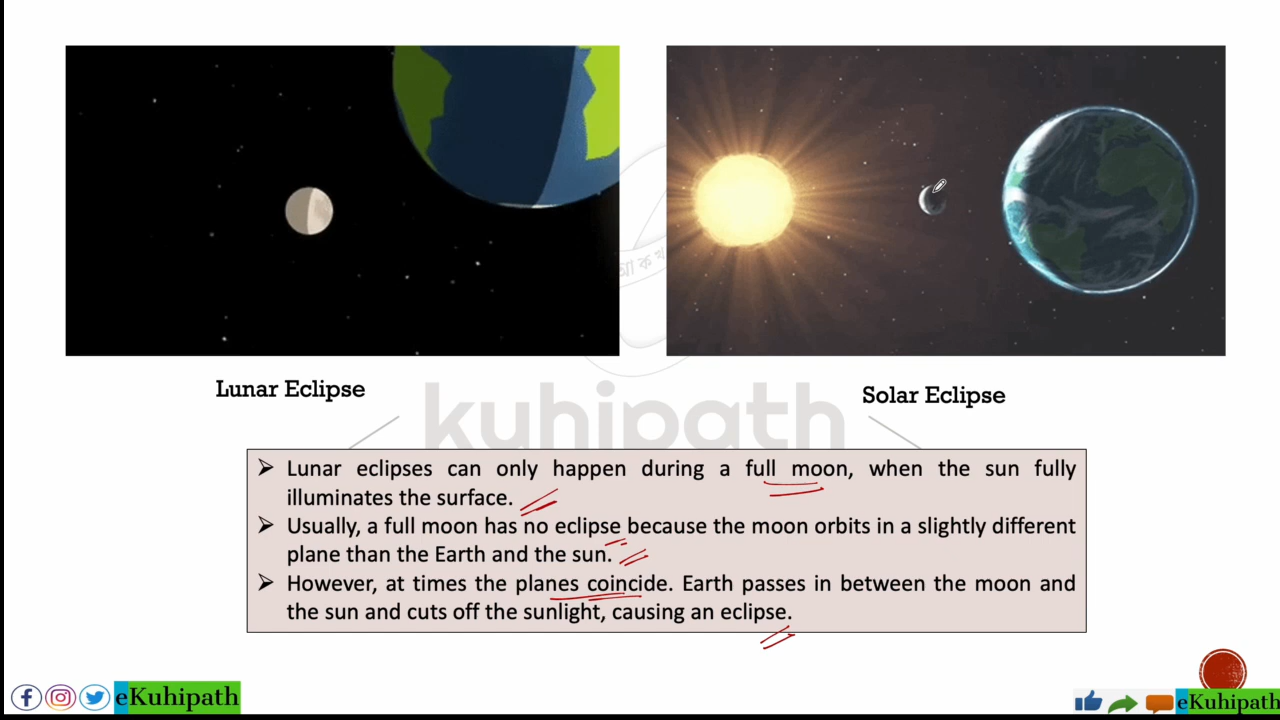 আ ক খ
Lunar Eclipse
Solar Eclipse
kuhipath
➢ Lunar eclipses can only happen during a full moon, when the sun fully
illuminates the surface.
➢ Usually, a full moon has no eclipse because the moon orbits in a slightly different
plane than the Earth and the sun.
➢ However, at times the planes coincide. Earth passes in between the moon and
the sun and cuts off the sunlight, causing an eclipse.
eKuhipath
eKuhipath